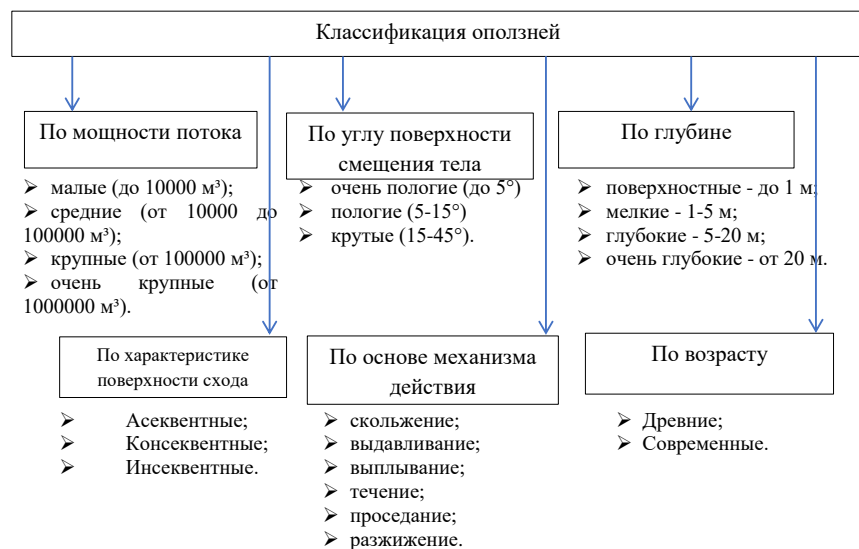 Классификация оползней
По мощности потока
➢ малые (до 10000 м³);
➢ средние (от 10000 до
100000 м³);
➢ крупные (от 100000 м³);
➢ очень крупные (от
1000000 м³).
По углу поверхности
смещения тела
➢ очень пологие (до 5°)
➢ пологие (5-15°)
➢ крутые (15-45°).
По глубине
➢ поверхностные - до 1 м;
➢ мелкие - 1-5 м;
➢ глубокие - 5-20 м;
➢ очень глубокие - от 20 м.
По характеристике
поверхности схода
➢ Асеквентные;
➢ Консеквентные;
➢ Инсеквентные.
По основе механизма
действия
➢ скольжение;
➢ выдавливание;
➢ выплывание;
➢ течение;
➢ проседание;
➢ разжижение.
По возрасту
➢ Древние;
➢ Современные.